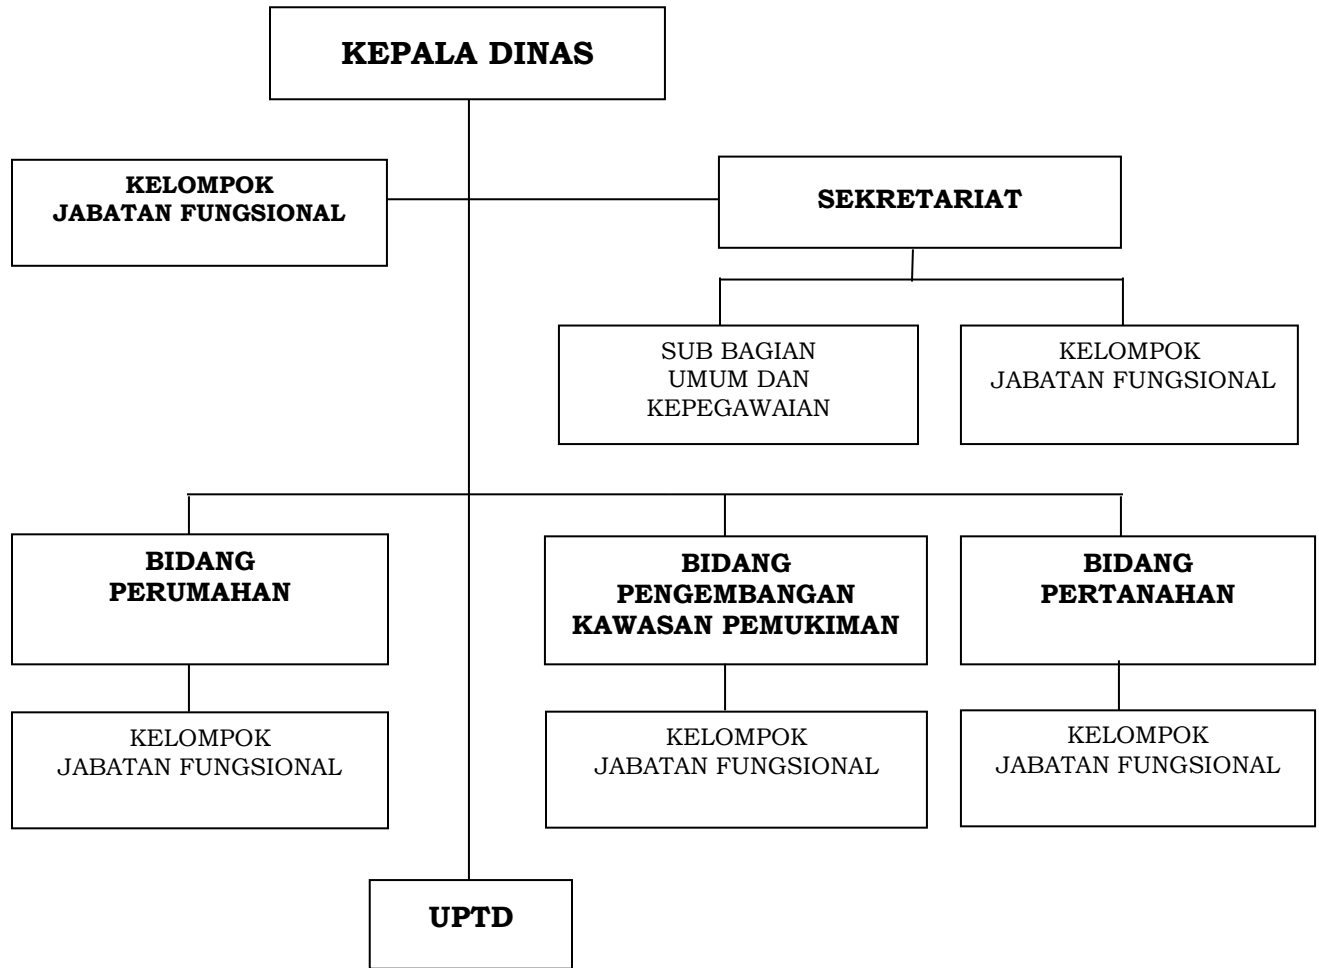 KEPALA DINAS
KELOMPOK
JABATAN FUNGSIONAL
SEKRETARIAT
SUB BAGIAN
UMUM DAN
KEPEGAWAIAN
KELOMPOK
JABATAN FUNGSIONAL
BIDANG
PERUMAHAN
BIDANG
PENGEMBANGAN
KAWASAN PEMUKIMAN
BIDANG
PERTANAHAN
KELOMPOK
JABATAN FUNGSIONAL
KELOMPOK
JABATAN FUNGSIONAL
KELOMPOK
JABATAN FUNGSIONAL
UPTD